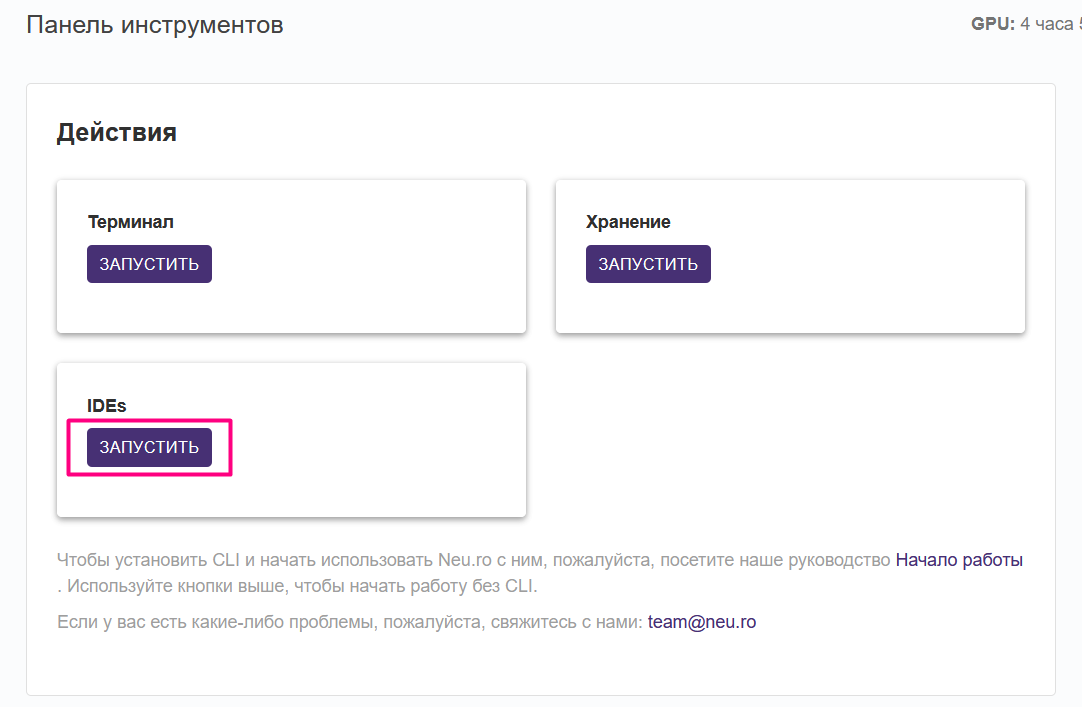 Панель инструментов
GPU: 4 часа
Действия
Терминал
ЗАПУСТИТЬ
Хранение
ЗАПУСТИТЬ
IDEs
ЗАПУСТИТЬ
Чтобы установить CLI и начать использовать Neu.ro с ним, пожалуйста, посетите наше руководство Начало работы
. Используйте кнопки выше, чтобы начать работу без CLI.
Если у вас есть какие-либо проблемы, пожалуйста, свяжитесь с нами: team@neu.ro